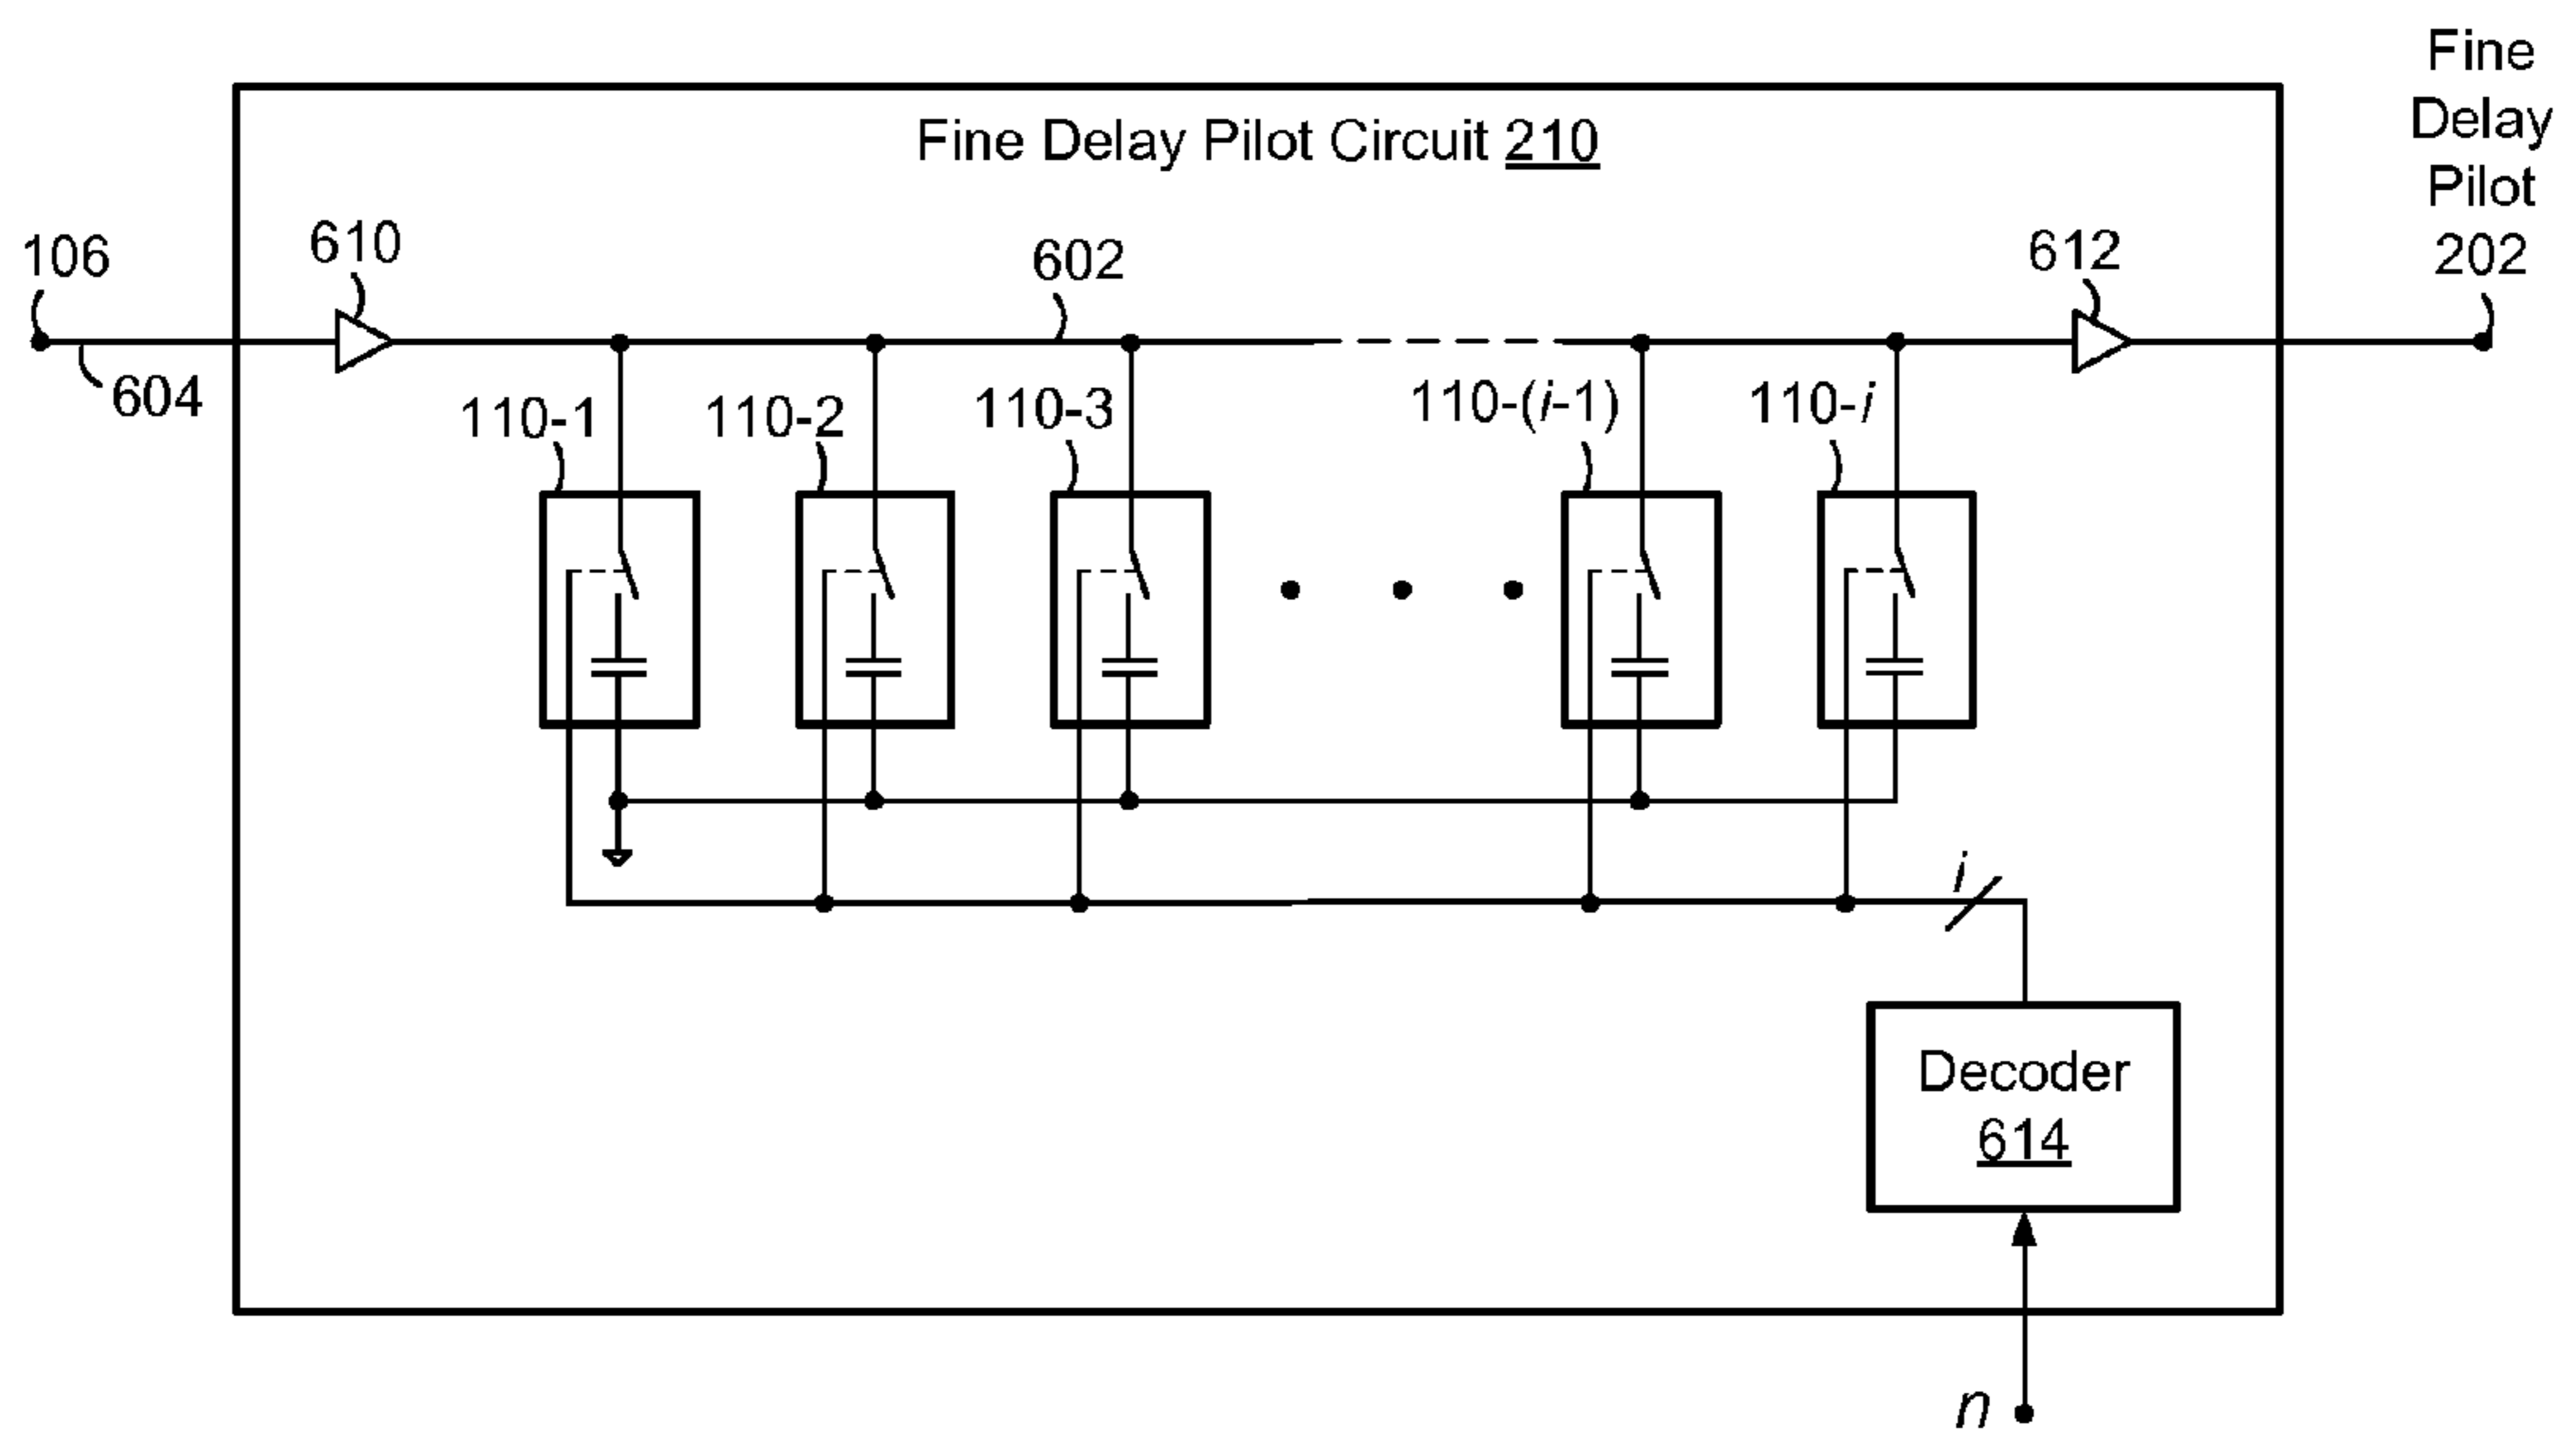 Fine
Delay
Pilot
202
Fine Delay Pilot Circuit 210
106
610
602
612
604
110-1
110-2
110-3
110-(i-1)
110-i
i
Decoder
614
n